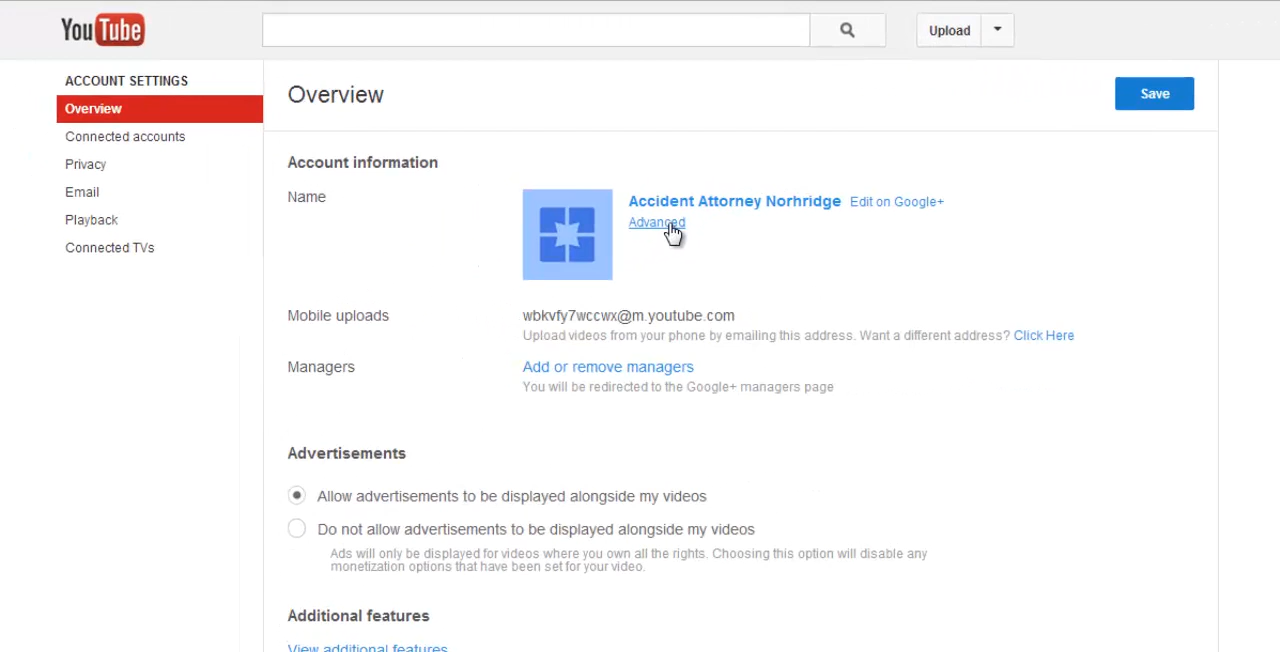 YouTube
Upload
ACCOUNT SETTINGS
Overview
Connected accounts
Privacy
Email
Playback
Connected TVs
Overview
Save
Account information
Name
Accident Attorney Norhridge Edit on Google+
Advanced
Mobile uploads
wbkvfy7wccwx@m.youtube.com
Upload videos from your phone by emailing this address. Want a different address? Click Here
Managers
Add or remove managers
You will be redirected to the Google+ managers page
Advertisements
Allow advertisements to be displayed alongside my videos
Do not allow advertisements to be displayed alongside my videos
Ads will only be displayed for videos where you own all the rights. Choosing this option will disable any
monetization options that have been set for your video.
Additional features
View additional features